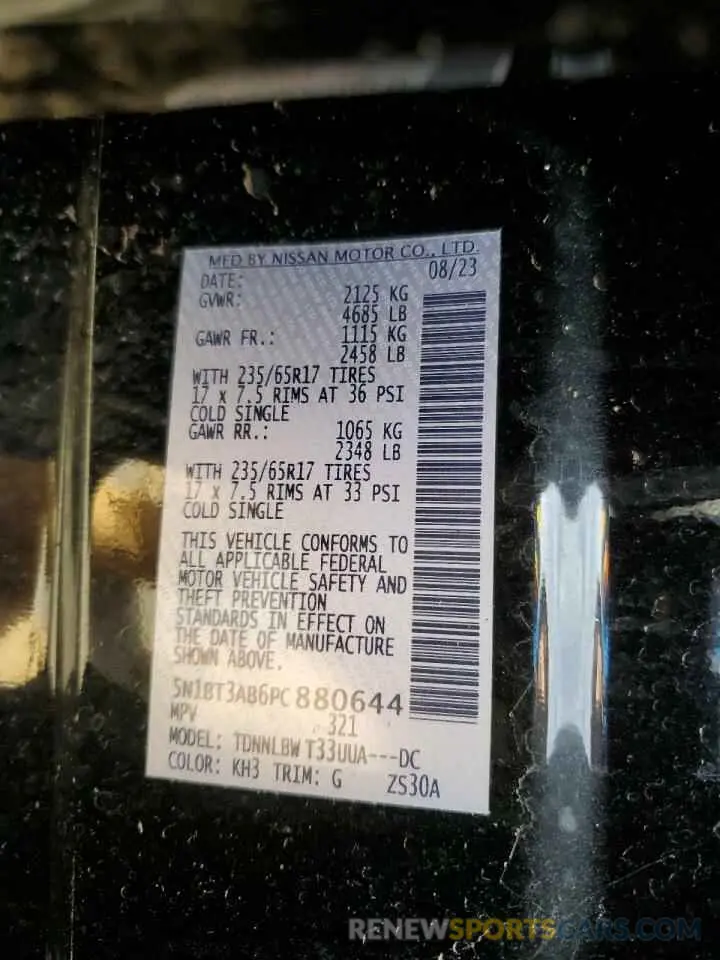 MFD BY NISSAN MOTOR CO., LTD.
DATE: 08/23
GVWR: 2125 KG
4685 LB
GAWR FR.: 1115 KG
2458 LB
WITH 235/65R17 TIRES
17 x 7.5 RIMS AT 36 PSI
COLD SINGLE
GAWR RR.: 1065 KG
2348 LB
WITH 235/65R17 TIRES
17 x 7.5 RIMS AT 33 PSI
COLD SINGLE
THIS VEHICLE CONFORMS TO
ALL APPLICABLE FEDERAL
MOTOR VEHICLE SAFETY AND
THEFT PREVENTION
STANDARDS IN EFFECT ON
THE DATE OF MANUFACTURE
SHOWN ABOVE.
5N1BT3AB6PC880644
MPV 321
MODEL: TDNNLBW T33UUA---DC
COLOR: KH3 TRIM: G ZS30A
RENEWSPORTSCARS.COM